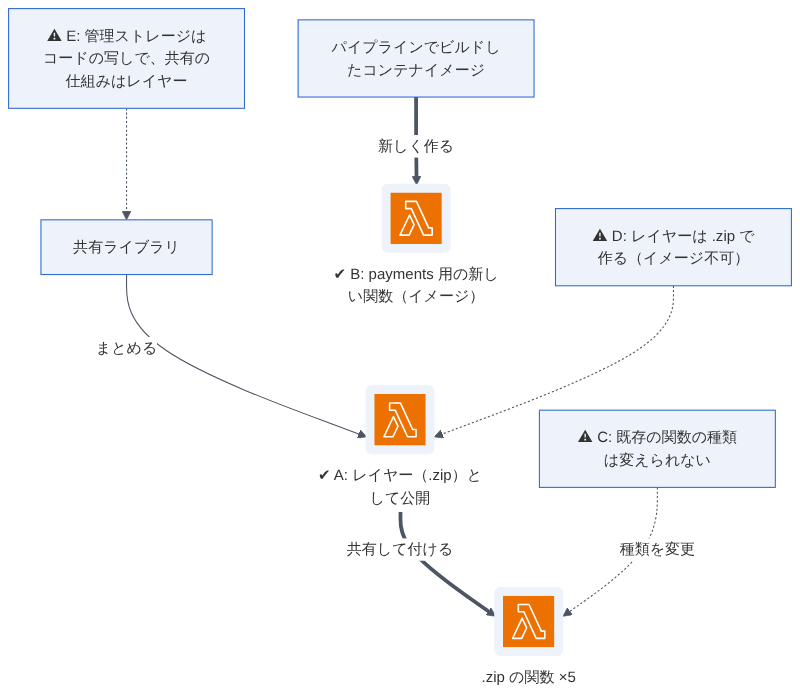 ⚠ E: 管理ストレージは
コードの写しで、共有の
仕組みはレイヤー
パイプラインでビルドし
たコンテナイメージ
新しく作る
共有ライブラリ
✔ B: payments 用の新し
い関数（イメージ）
⚠ D: レイヤーは .zip で
作る（イメージ不可）
まとめる
✔ A: レイヤー（.zip）と
して公開
⚠ C: 既存の関数の種類
は変えられない
共有して付ける
種類を変更
.zip の関数 ×5